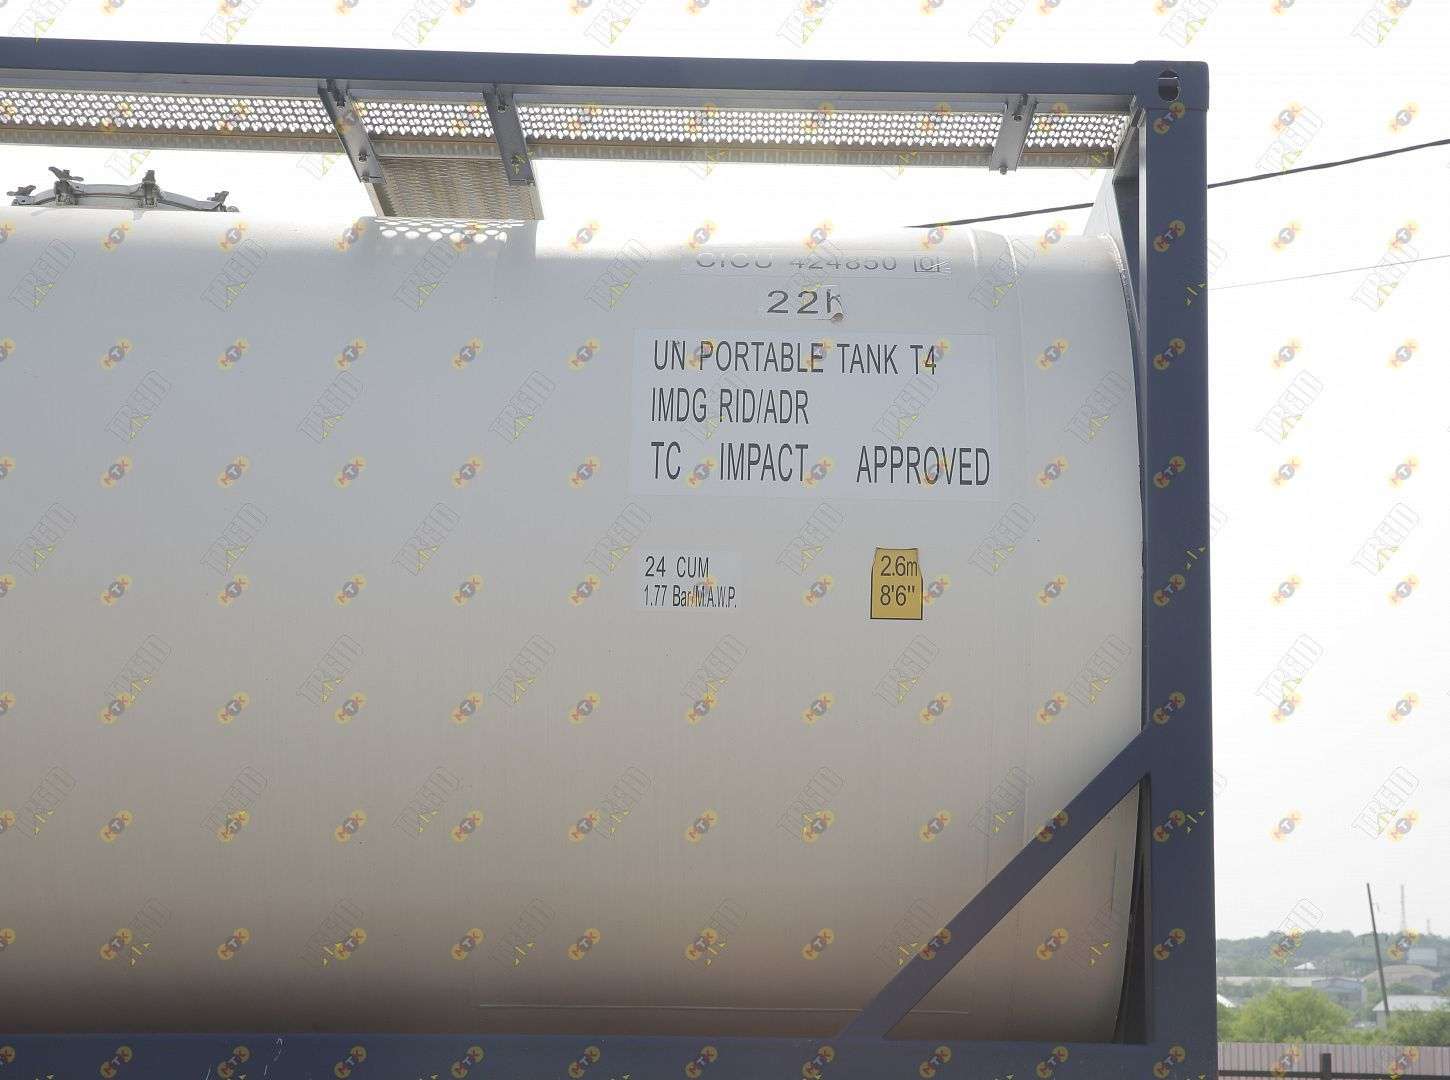 424850
UN PORTABLE TANK T4
IMDG RID/ADR
TC IMPACT APPROVED
24 CUM
1.77 Bar/M.A.W.P.
2.6m
8'6"